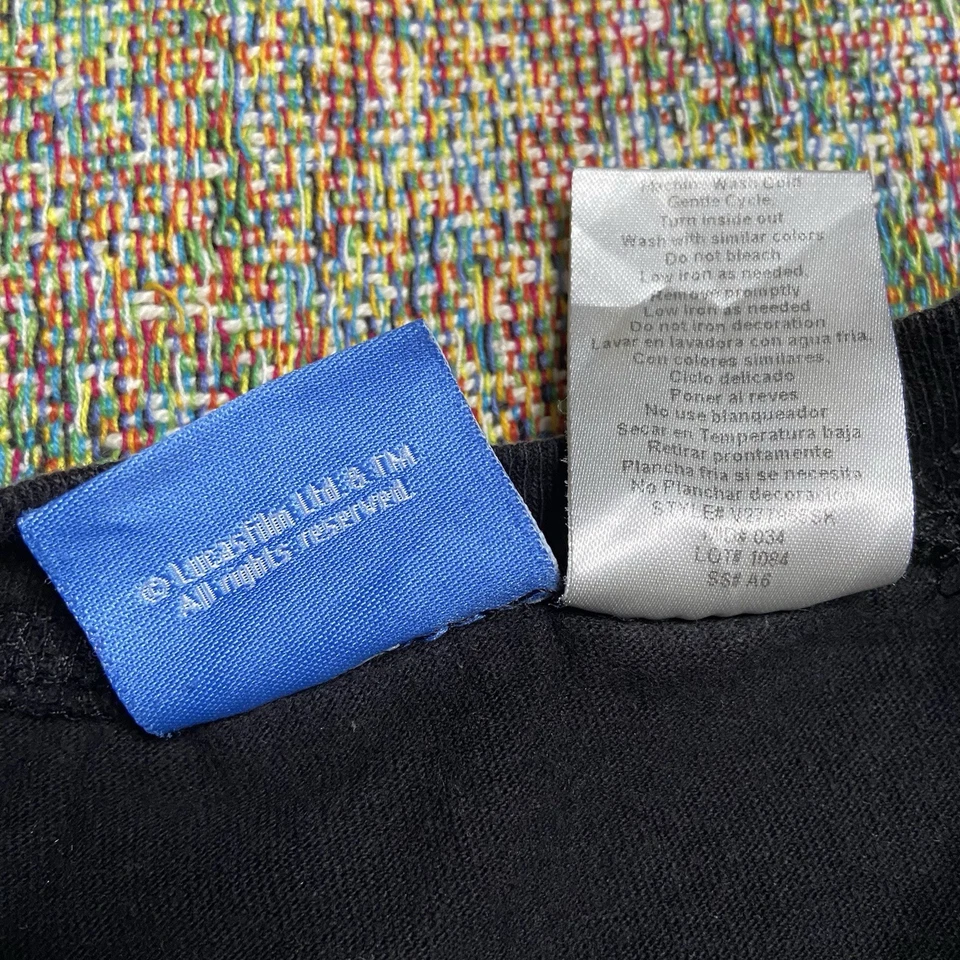 © Lucasfilm Ltd. & TM.
All rights reserved.
Wash Cold
Gentle Cycle.
Turn inside out
Wash with similar colors
Do not bleach
Low iron as needed.
Remove promptly
Low iron as needed
Do not iron decoration
Lavar en lavadora con agua fria.
Con colores similares,
Ciclo delicado
Poner al reves
No use blanqueador
Secar en Temperatura baja
Retirar prontamente
Plancha fria si se necesita
No Planchar
STYLE#
034
LOT# 1084
SS# A6